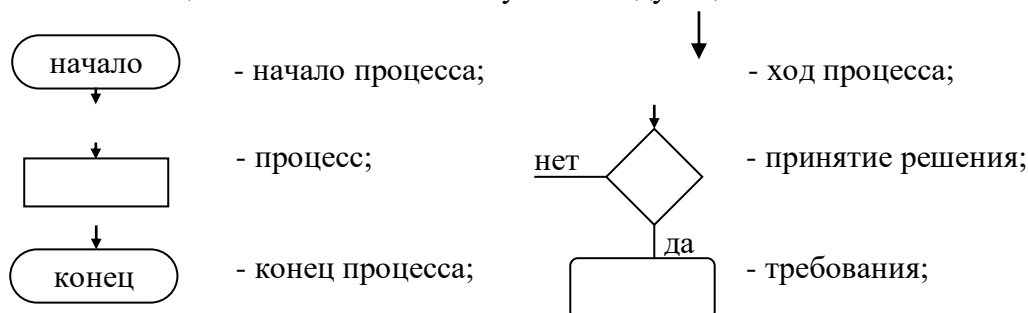 начало - начало процесса; - ход процесса;
- процесс; нет - принятие решения;
да
конец - конец процесса; - требования;